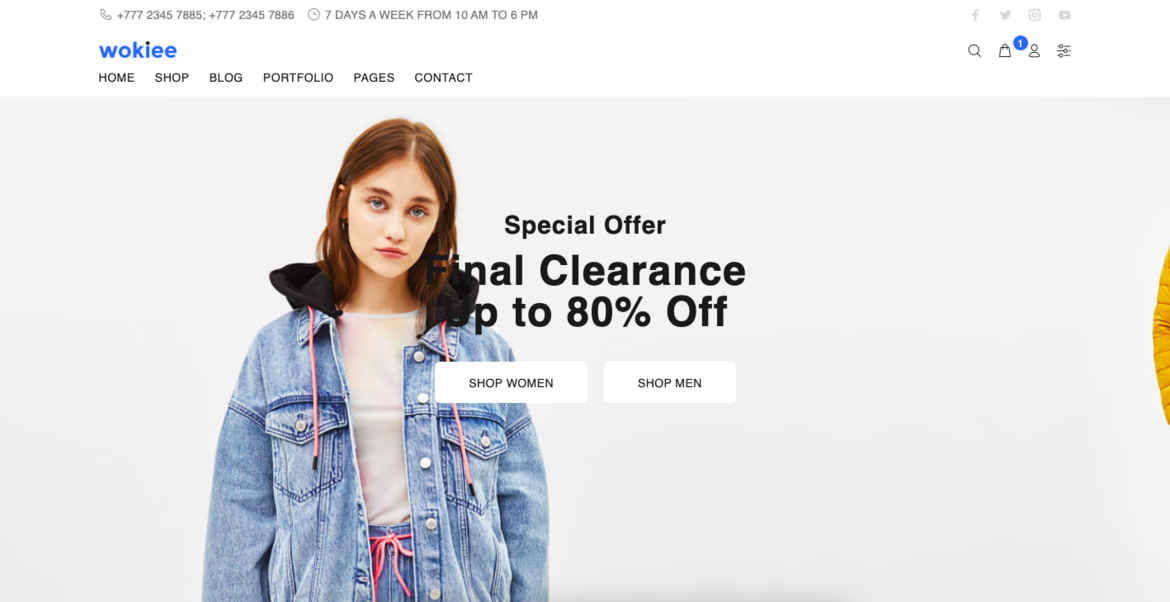 +777 2345 7885; +777 2345 7886 7 DAYS A WEEK FROM 10 AM TO 6 PM
wokiee
1
HOME SHOP BLOG PORTFOLIO PAGES CONTACT
Special Offer
Final Clearance
Up to 80% Off
SHOP WOMEN SHOP MEN